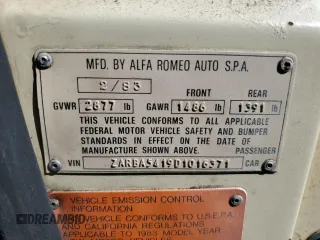 MFD. BY ALFA ROMEO AUTO S.P.A.
2/83
FRONT REAR
GVWR 2877 lb GAWR 1486 lb 1391 lb
THIS VEHICLE CONFORMS TO ALL APPLICABLE
FEDERAL MOTOR VEHICLE SAFETY AND BUMPER
STANDARDS IN EFFECT ON THE DATE OF
MANUFACTURE SHOWN ABOVE. PASSENGER
VIN ZARBA5419D1016371 CAR
VEHICLE EMISSION CONTROL
INFORMATION
VEHICLE CONFORMS TO U.S.E.P.A.
AND CALIFORNIA REGULATIONS
APPLICABLE TO 1983 MODEL YEAR
DREAMBID